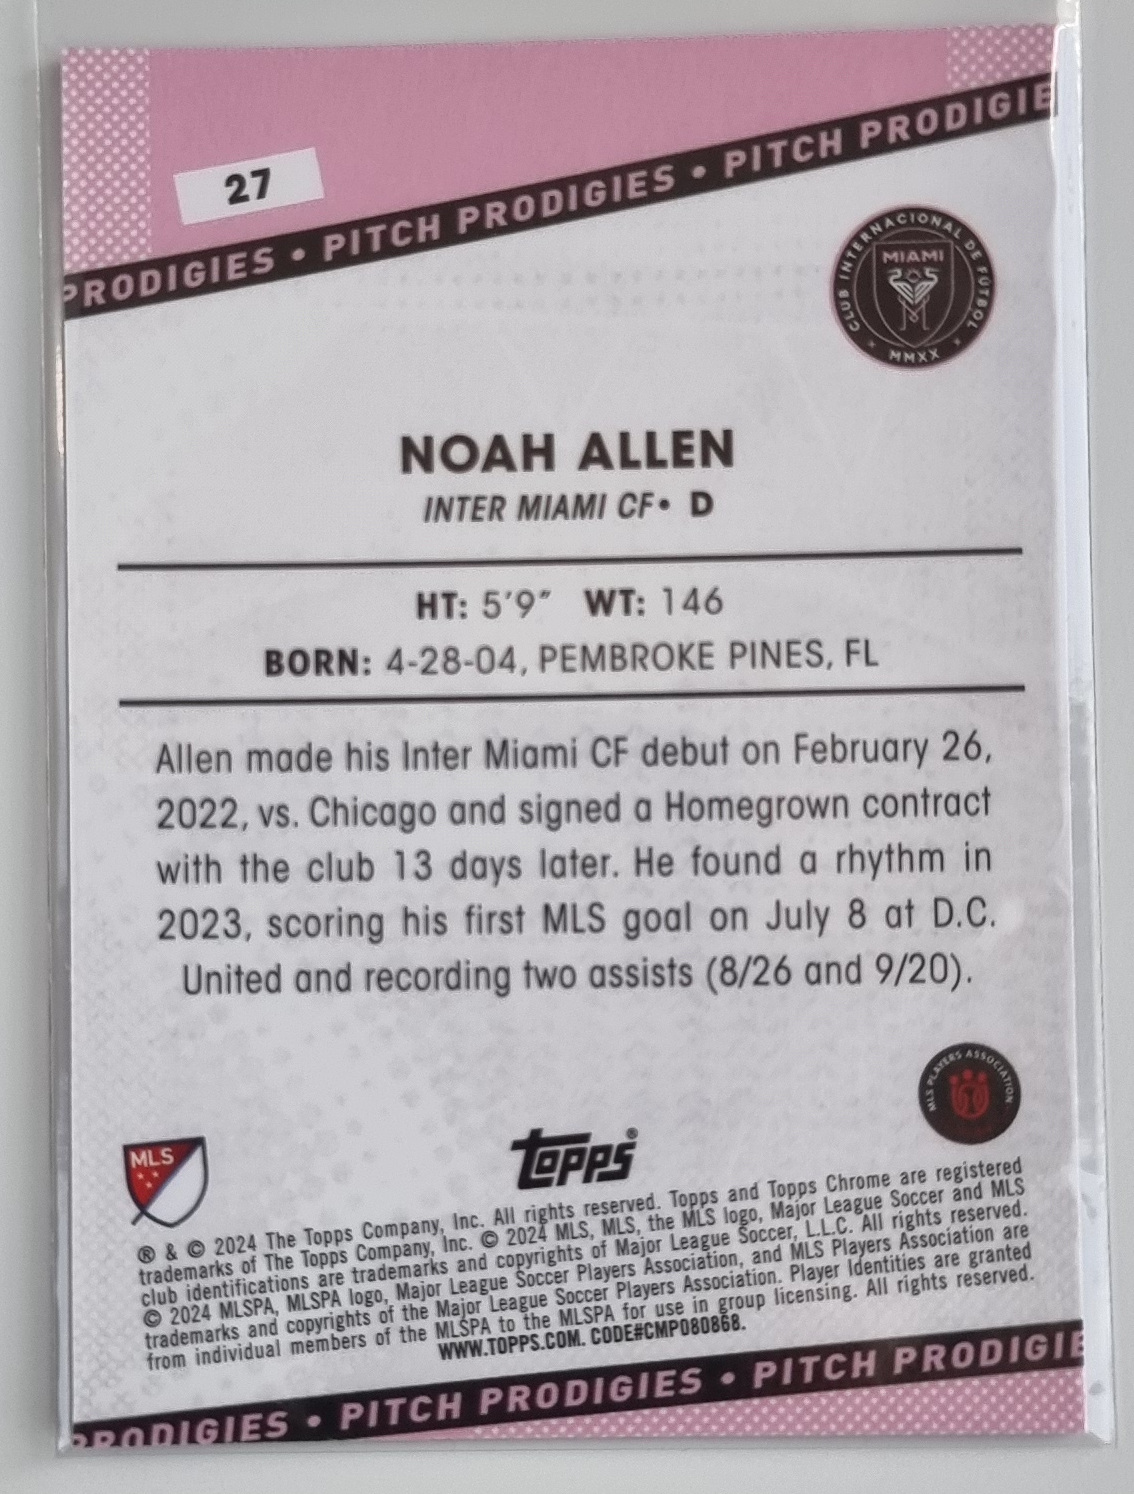 27
PRODIGIES • PITCH PRODIGIES • PITCH PRODIGIE
CLUB INTERNACIONAL DE FÚTBOL
MIAMI
MMXX
NOAH ALLEN
INTER MIAMI CF• D
HT: 5'9" WT: 146
BORN: 4-28-04, PEMBROKE PINES, FL
Allen made his Inter Miami CF debut on February 26,
2022, vs. Chicago and signed a Homegrown contract
with the club 13 days later. He found a rhythm in
2023, scoring his first MLS goal on July 8 at D.C.
United and recording two assists (8/26 and 9/20).
MLS PLAYERS ASSOCIATION
MLS
topps®
® & © 2024 The Topps Company, Inc. All rights reserved. Topps and Topps Chrome are registered
trademarks of The Topps Company, Inc. © 2024 MLS, MLS, the MLS logo, Major League Soccer and MLS
club identifications are trademarks and copyrights of Major League Soccer, L.L.C. All rights reserved.
© 2024 MLSPA, MLSPA logo, Major League Soccer Players Association, and MLS Players Association are
trademarks and copyrights of the Major League Soccer Players Association. Player Identities are granted
from individual members of the MLSPA to the MLSPA for use in group licensing. All rights reserved.
WWW.TOPPS.COM. CODE#CMP080868.
PRODIGIES • PITCH PRODIGIES • PITCH PRODIGIE